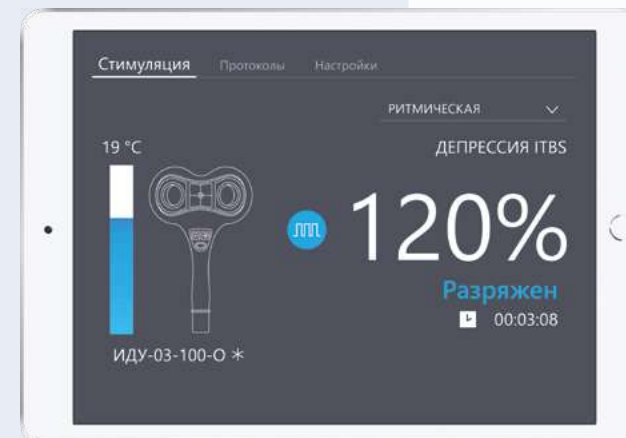 Стимуляция Протоколы Настройки
РИТМИЧЕСКАЯ
19 °C
ДЕПРЕССИЯ ITBS
120%
Разряжен
00:03:08
ИДУ-03-100-О